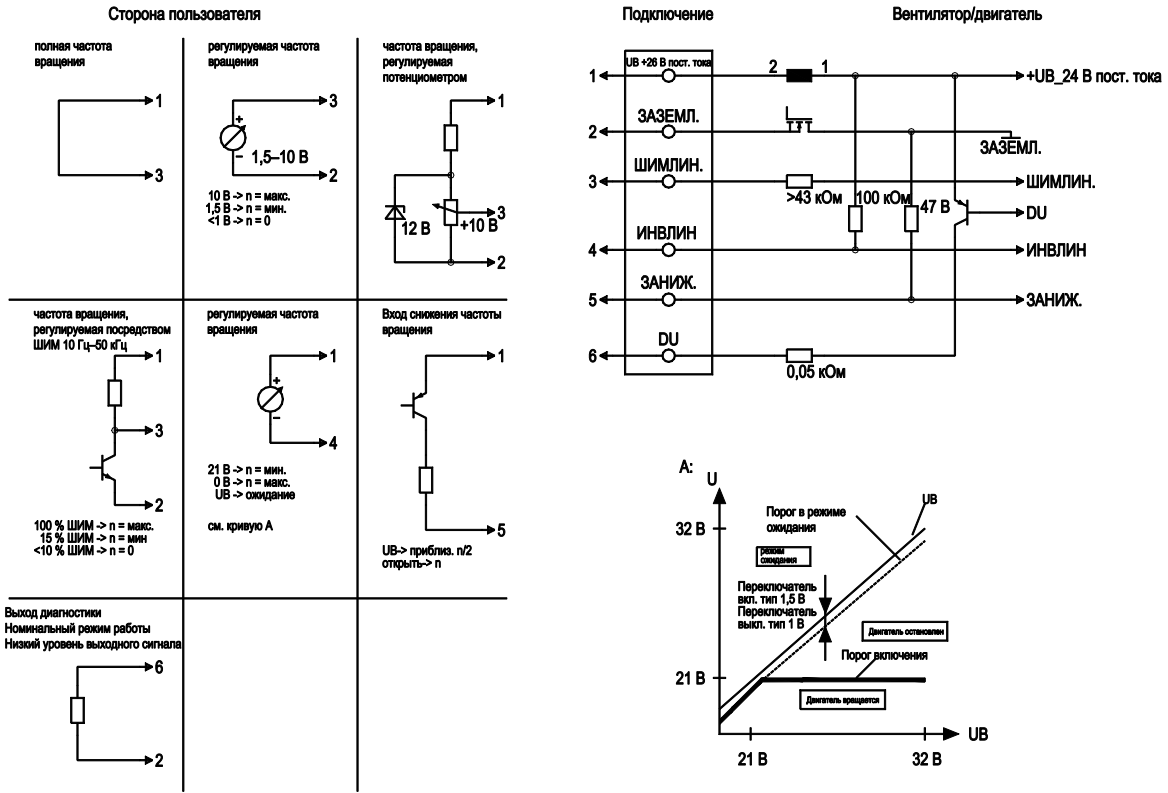 Сторона пользователя
полная частота
вращения
1
3
регулируемая частота
вращения
3
+
–
1,5–10 В
2
10 В -> n = макс.
1,5 В -> n = мин.
<1 В -> n = 0
частота вращения,
регулируемая
потенциометром
1
3
12 В
+10 В
2
частота вращения,
регулируемая посредством
ШИМ 10 Гц–50 кГц
1
3
2
100 % ШИМ -> n = макс.
15 % ШИМ -> n = мин
<10 % ШИМ -> n = 0
регулируемая частота
вращения
1
+
–
4
21 В -> n = мин.
0 В -> n = макс.
UB -> ожидание
см. кривую А
Вход снижения частоты
вращения
1
5
UB-> приблиз. n/2
открыть-> n
Выход диагностики
Номинальный режим работы
Низкий уровень выходного сигнала
6
2
Подключение
Вентилятор/двигатель
1
UB +26 В пост. тока
2
1
+UB_24 В пост. тока
2
ЗАЗЕМЛ.
ЗАЗЕМЛ.
3
ШИМЛИН.
>43 кОм
100 кОм
47 В
ШИМЛИН.
DU
4
ИНВЛИН
ИНВЛИН
5
ЗАНИЖ.
ЗАНИЖ.
6
DU
0,05 кОм
А:
U
UB
32 В
Порог в режиме
ожидания
режим
ожидания
Переключатель
вкл. тип 1,5 В
Переключатель
выкл. тип 1 В
Двигатель остановлен
Порог включения
21 В
Двигатель вращается
UB
21 В
32 В